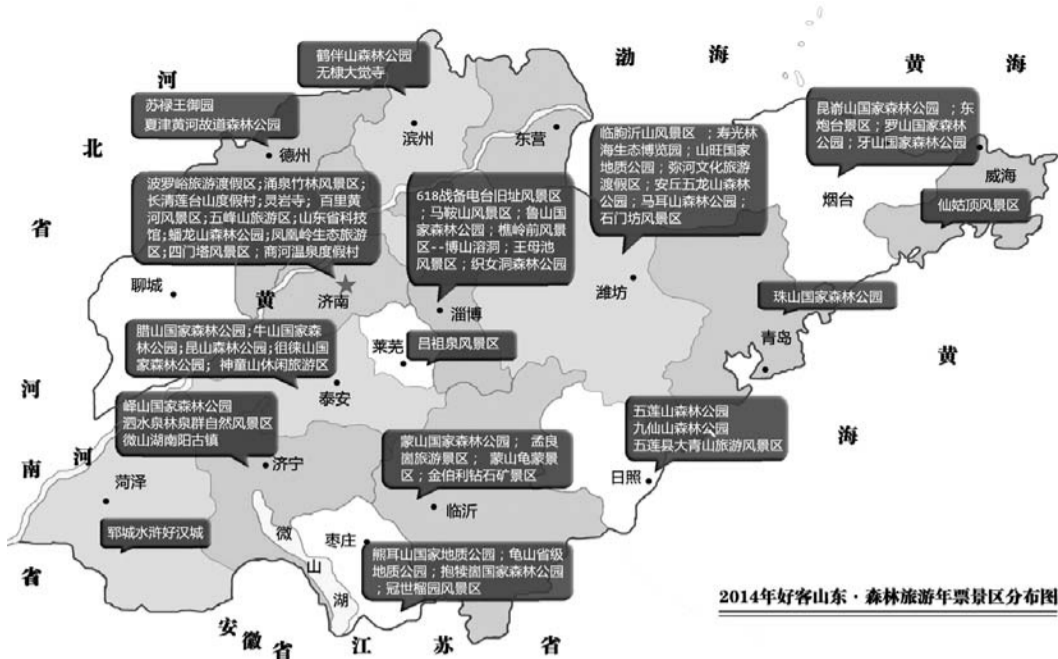 鹤伴山森林公园
无棣大觉寺
河
渤 海
黄 海
苏禄王御园
夏津黄河故道森林公园
昆嵛山国家森林公园 ；东
炮台景区；罗山国家森林
公园；牙山国家森林公园
滨州
东营
临朐沂山风景区 ；寿光林
海生态博览园；山旺国家
地质公园；弥河文化旅游
渡假区；安丘五龙山森林
公园；马耳山森林公园；
石门坊风景区
北
德州
威海
烟台
仙姑顶风景区
波罗峪旅游渡假区;涌泉竹林风景区;
长清莲台山度假村;灵岩寺；百里黄
河风景区;五峰山旅游区;山东省科技
馆;蟠龙山森林公园;凤凰岭生态旅游
区;四门塔风景区；商河温泉度假村
618战备电台旧址风景区
；马鞍山风景区；鲁山国
家森林公园；樵岭前风景
区--博山溶洞；王母池
风景区；织女洞森林公园
省
聊城
黄
济南
淄博
潍坊
珠山国家森林公园
腊山国家森林公园;牛山国家森
林公园;昆山森林公园;徂徕山国
家森林公园；神童山休闲旅游区
莱芜
吕祖泉风景区
青岛
黄
河
泰安
峄山国家森林公园
泗水泉林泉群自然风景区
微山湖南阳古镇
五莲山森林公园
九仙山森林公园
五莲县大青山旅游风景区
海
蒙山国家森林公园； 孟良
崮旅游景区； 蒙山龟蒙景
区；金伯利钻石矿景区
南
河
济宁
菏泽
日照
临沂
郓城水浒好汉城
微
山
湖
枣庄
熊耳山国家地质公园；龟山省级
地质公园；抱犊崮国家森林公园
；冠世榴园风景区
省
2014年好客山东·森林旅游年票景区分布图
安 徽 省
江 苏 省